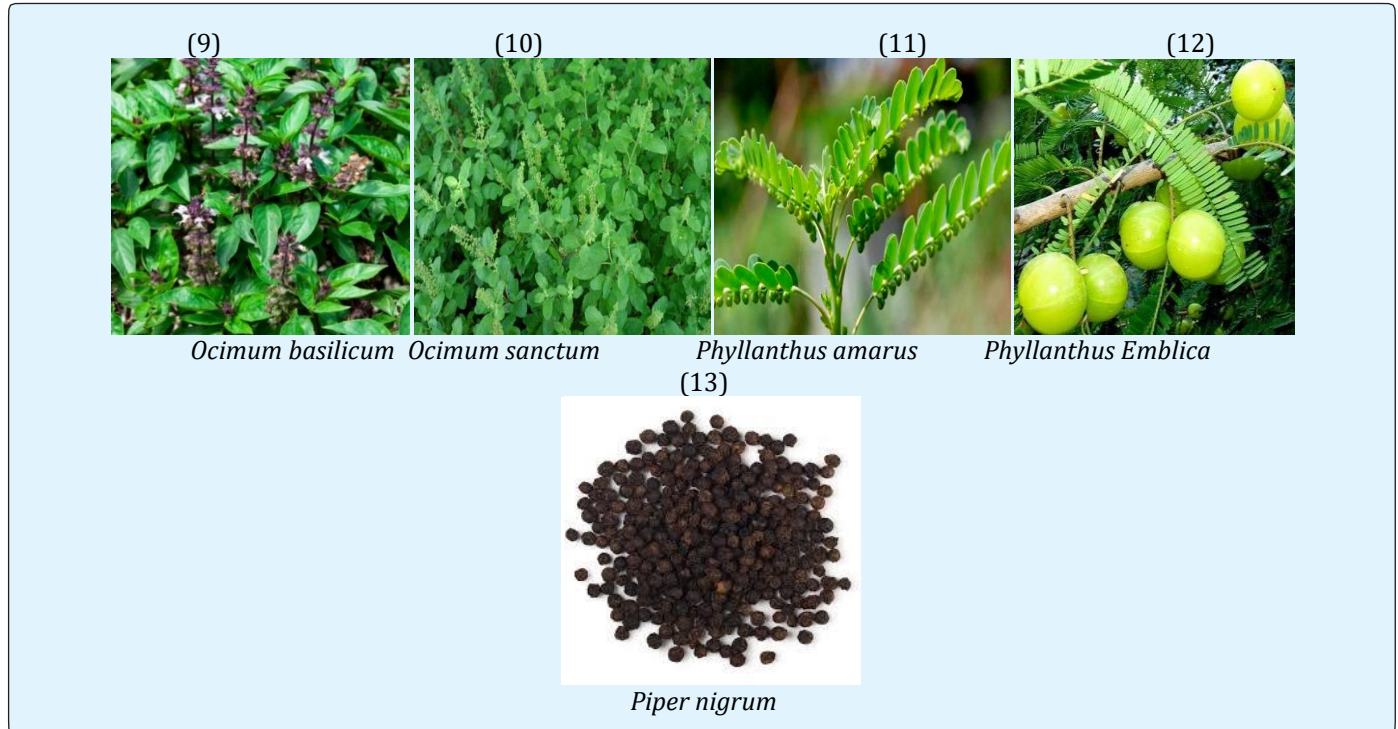 (9) (10) (11) (12)
Ocimum basilicum Ocimum sanctum Phyllanthus amarus Phyllanthus Emblica
(13)
Piper nigrum